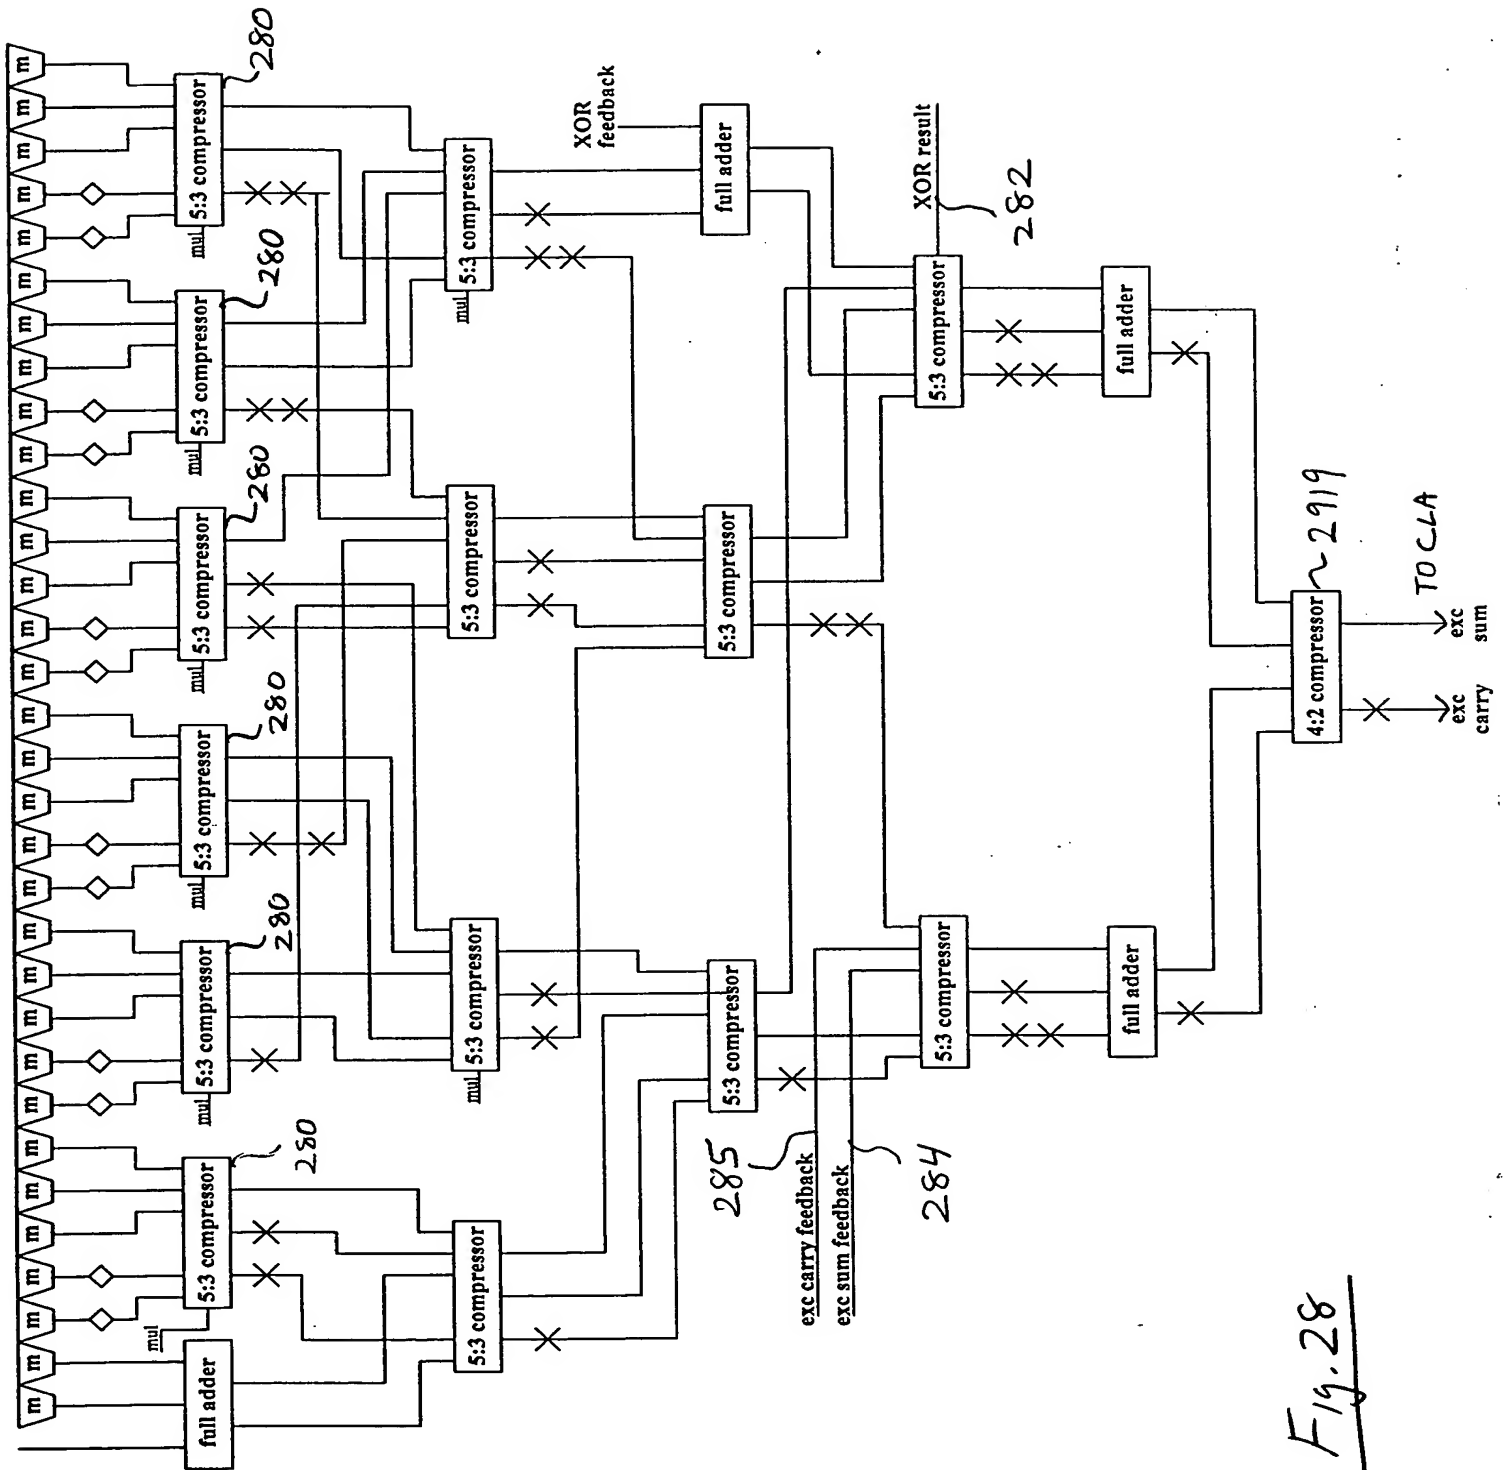 m m m m m m m m m m m m m m m m m m m m m m m m m m m m m m m m
mul
mul
mul
mul
mul
mul
full adder
5:3 compressor
5:3 compressor
5:3 compressor
5:3 compressor
5:3 compressor
5:3 compressor
280
280
280
280
280
280
mul
mul
5:3 compressor
5:3 compressor
5:3 compressor
5:3 compressor
XOR
feedback
5:3 compressor
5:3 compressor
full adder
285
exc carry feedback
exc sum feedback
284
5:3 compressor
5:3 compressor
XOR result
282
full adder
full adder
4:2 compressor
2919
TO CLA
exc
carry
exc
sum
Fig. 28